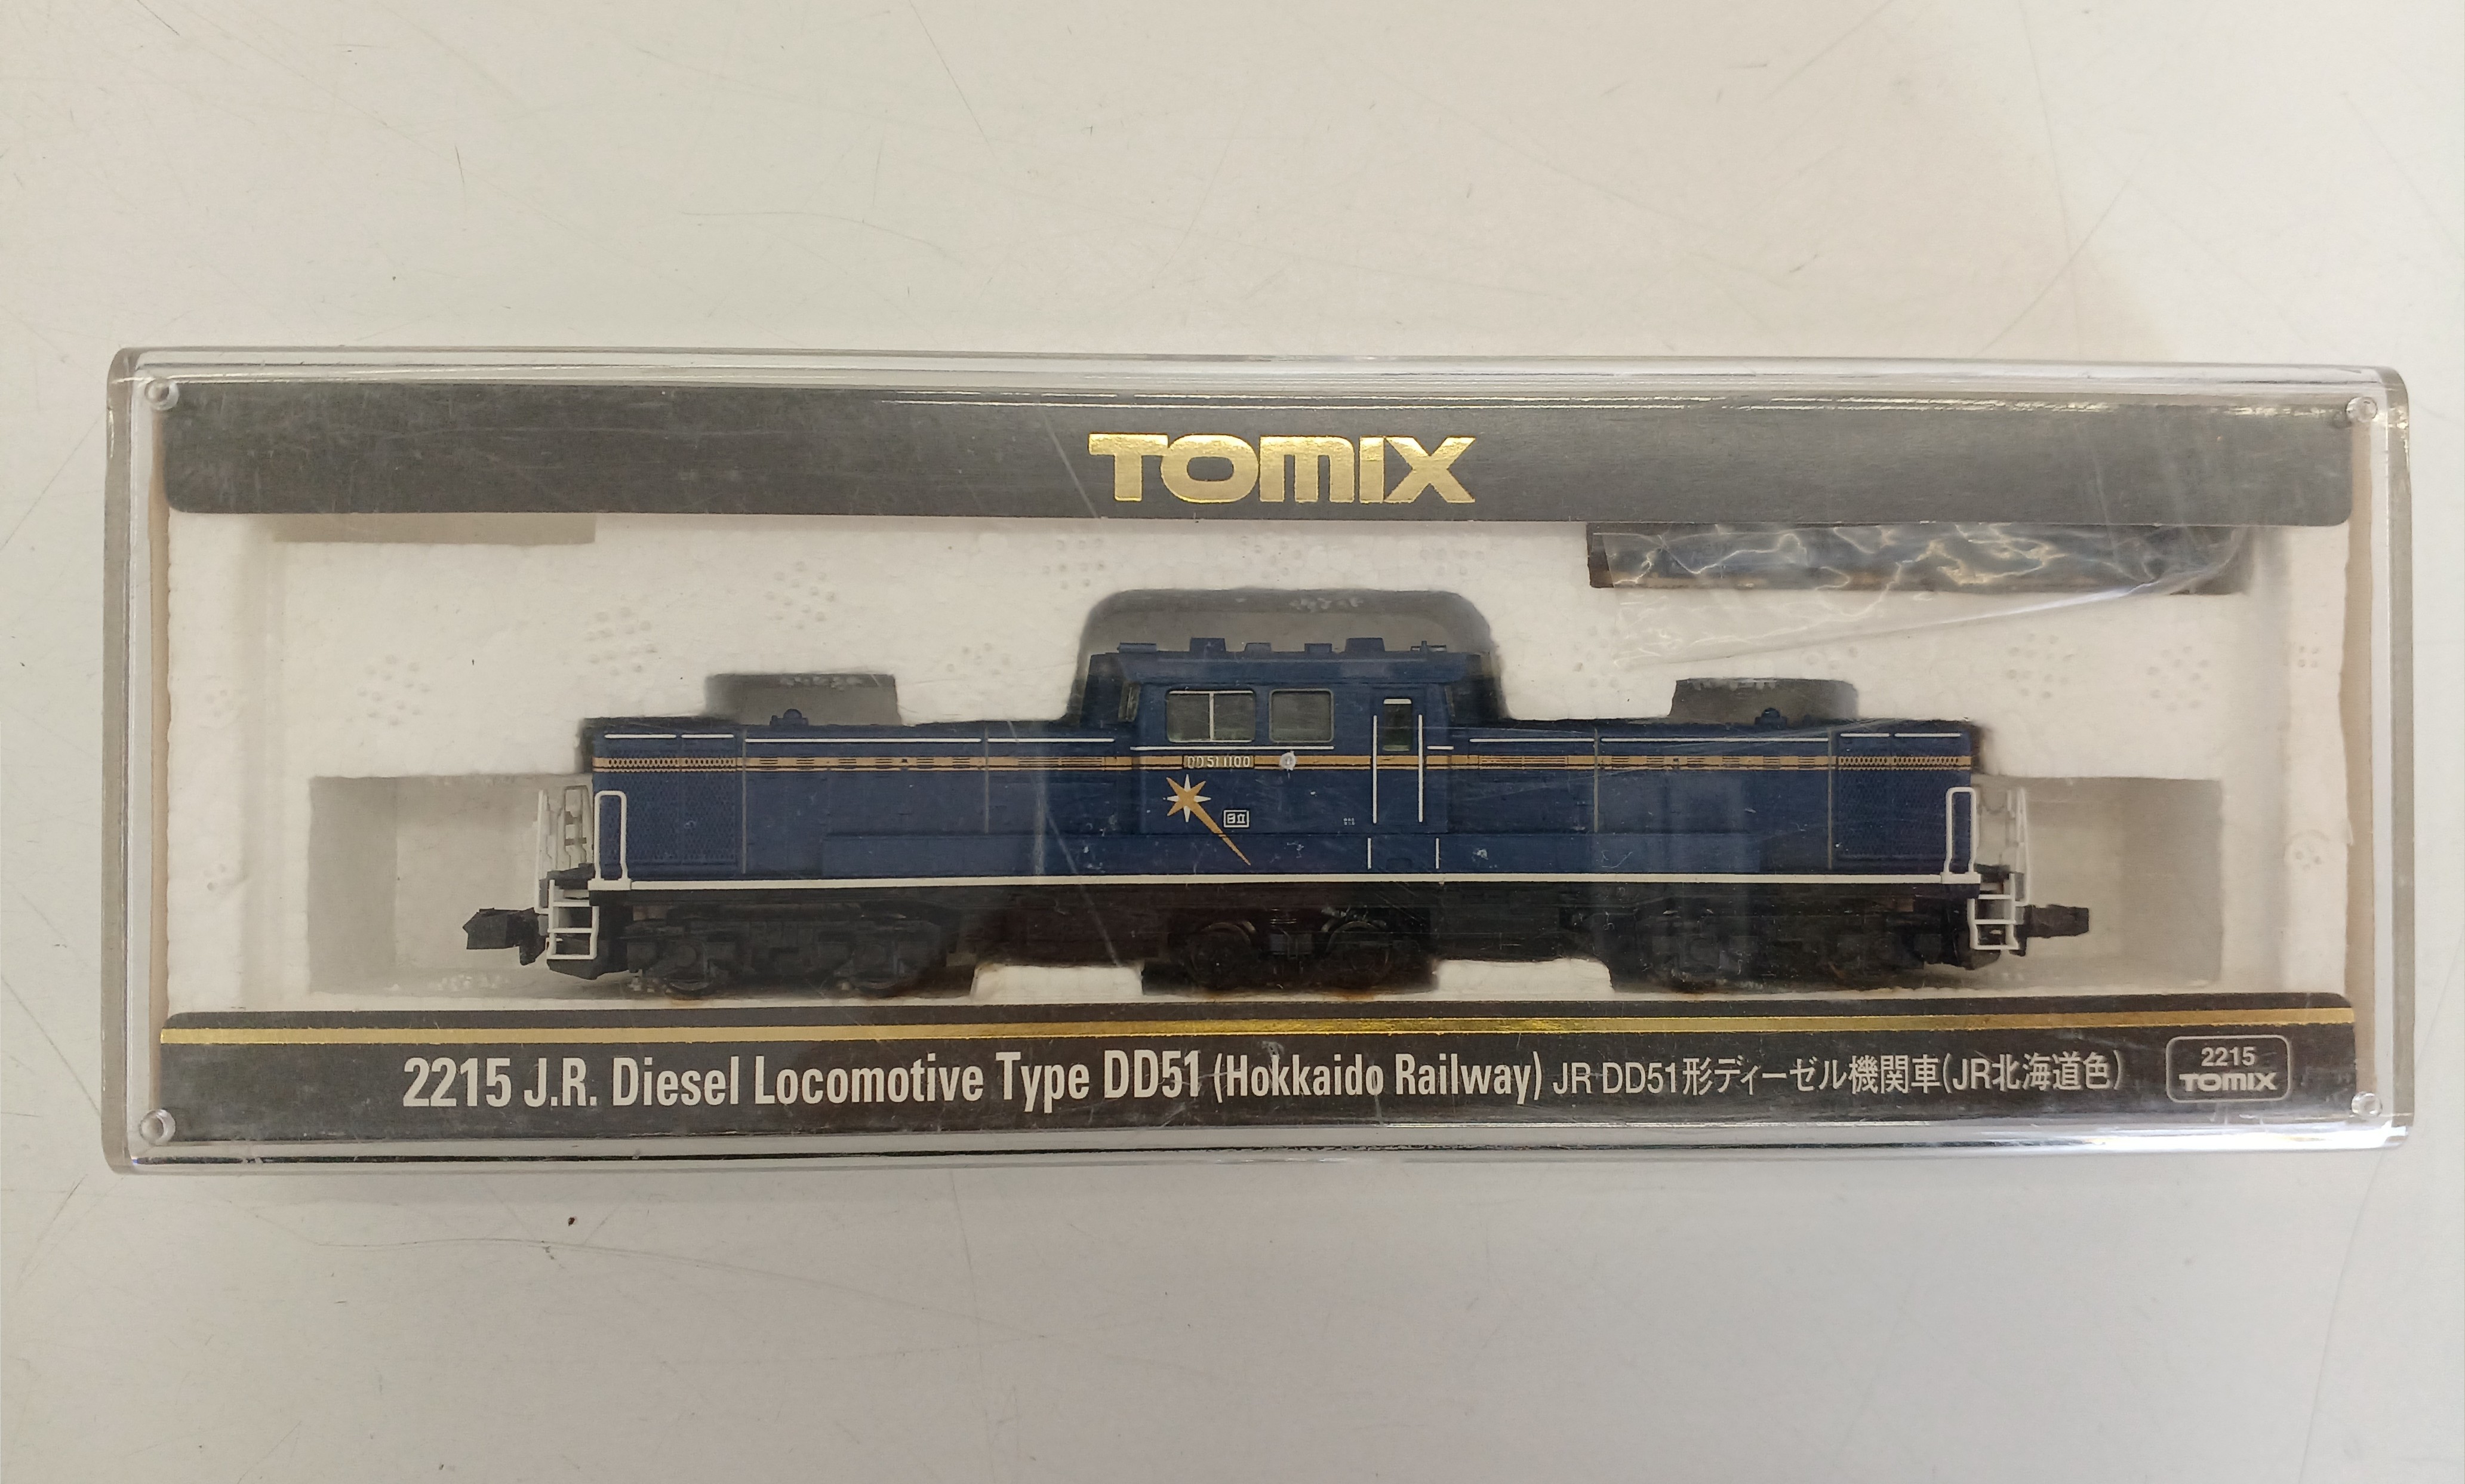 TOMIX
DD51 1100
日立
2215 J.R. Diesel Locomotive Type DD51 (Hokkaido Railway) JR DD51形ディーゼル機関車(JR北海道色)
2215
TOMIX